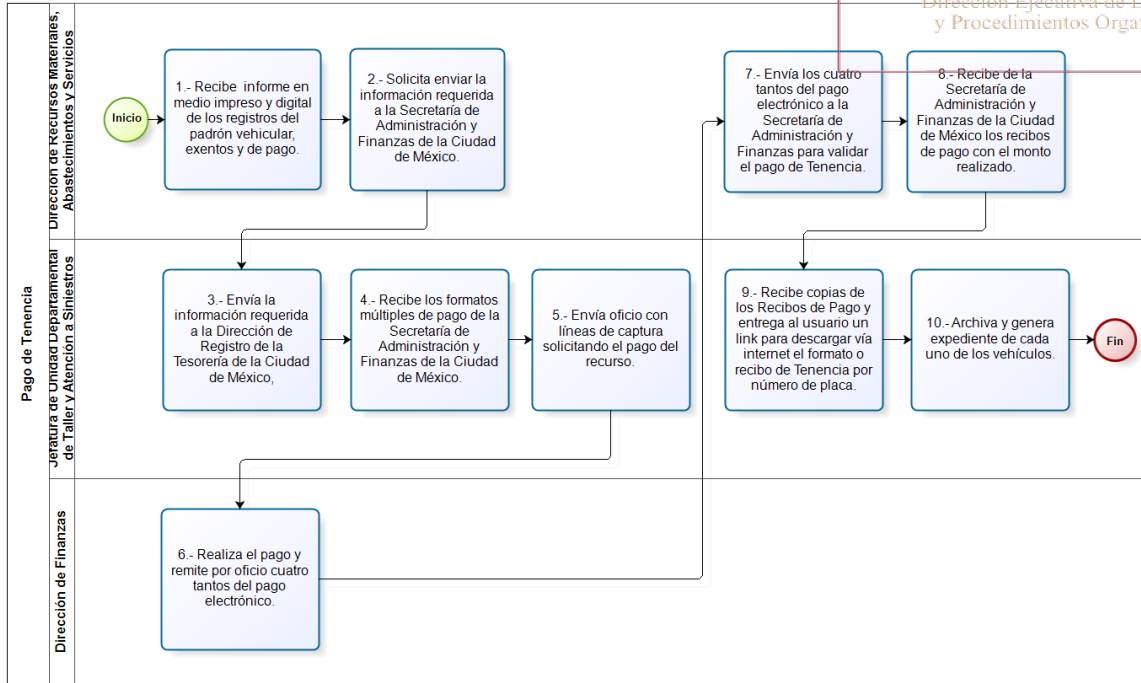 Dirección Ejecutiva de
y Procedimientos
Pago de Tenencia
Dirección de Recursos Materiales,
Abastecimientos y Servicios
Inicio
1.- Recibe informe en
medio impreso y digital
de los registros del
padrón vehicular,
exentos y de pago.
2.- Solicita enviar la
información requerida
a la Secretaría de
Administración y
Finanzas de la Ciudad
de México.
7.- Envía los cuatro
tantos del pago
electrónico a la
Secretaría de
Administración y
Finanzas para validar
el pago de Tenencia.
8.- Recibe de la
Secretaría de
Administración y
Finanzas de la Ciudad
de México los recibos
de pago con el monto
realizado.
Jefatura de Unidad Departamental
de Taller y Atención a Siniestros
3.- Envía la
información requerida
a la Dirección de
Registro de la
Tesorería de la Ciudad
de México,
4.- Recibe los formatos
múltiples de pago de la
Secretaría de
Administración y
Finanzas de la Ciudad
de México.
5.- Envía oficio con
líneas de captura
solicitando el pago del
recurso.
9.- Recibe copias de
los Recibos de Pago y
entrega al usuario un
link para descargar vía
internet el formato o
recibo de Tenencia por
número de placa.
10.- Archiva y genera
expediente de cada
uno de los vehículos.
Fin
Dirección de Finanzas
6.- Realiza el pago y
remite por oficio cuatro
tantos del pago
electrónico.